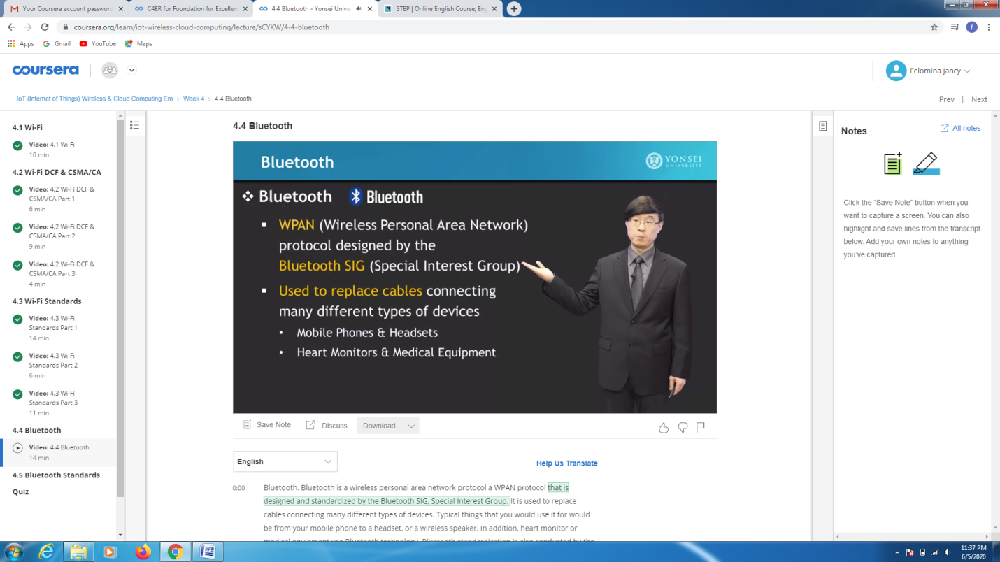 Your Coursera account password
C4ER for Foundation for Excellen
4.4 Bluetooth - Yonsei Unive
STEP | Online English Course, Eng
coursera.org/learn/iot-wireless-cloud-computing/lecture/sCYKW/4-4-bluetooth
f
Apps Gmail YouTube Maps
coursera
Felomina Jancy
IoT (Internet of Things) Wireless & Cloud Computing Em > Week 4 > 4.4 Bluetooth
Prev | Next
4.1 Wi-Fi
Video: 4.1 Wi-Fi
10 min
4.2 Wi-Fi DCF & CSMA/CA
Video: 4.2 Wi-Fi DCF &
CSMA/CA Part 1
6 min
Video: 4.2 Wi-Fi DCF &
CSMA/CA Part 2
9 min
Video: 4.2 Wi-Fi DCF &
CSMA/CA Part 3
4 min
4.3 Wi-Fi Standards
Video: 4.3 Wi-Fi
Standards Part 1
14 min
Video: 4.3 Wi-Fi
Standards Part 2
6 min
Video: 4.3 Wi-Fi
Standards Part 3
11 min
4.4 Bluetooth
Video: 4.4 Bluetooth
14 min
4.5 Bluetooth Standards
Quiz
4.4 Bluetooth
Bluetooth
YONSEI
UNIVERSITY
❖ Bluetooth Bluetooth
▪ WPAN (Wireless Personal Area Network)
protocol designed by the
Bluetooth SIG (Special Interest Group)
▪ Used to replace cables connecting
many different types of devices
• Mobile Phones & Headsets
• Heart Monitors & Medical Equipment
Save Note Discuss Download
English
Help Us Translate
0:00 Bluetooth. Bluetooth is a wireless personal area network protocol a WPAN protocol that is
designed and standardized by the Bluetooth SIG, Special Interest Group. It is used to replace
cables connecting many different types of devices. Typical things that you would use it for would
be from your mobile phone to a headset, or a wireless speaker. In addition, heart monitor or
medical equipment use Bluetooth technology. Bluetooth standardization is also conducted by the
Notes
All notes
Click the “Save Note” button when you
want to capture a screen. You can also
highlight and save lines from the transcript
below. Add your own notes to anything
you’ve captured.
11:37 PM
6/5/2020